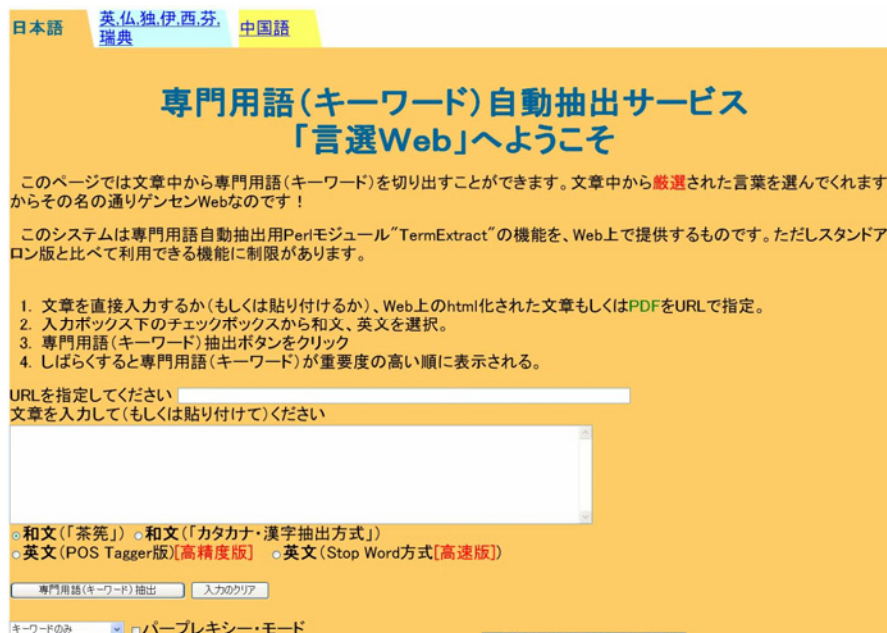 日本語
英,仏,独,伊,西,芬,
瑞典
中国語
専門用語(キーワード)自動抽出サービス
「言選Web」へようこそ
このページでは文章中から専門用語(キーワード)を切り出すことができます。文章中から厳選された言葉を選んでくれます
からその名の通りゲンセンWebなのです！
このシステムは専門用語自動抽出用Perlモジュール"TermExtract"の機能を、Web上で提供するものです。ただしスタンドア
ロン版と比べて利用できる機能に制限があります。
1. 文章を直接入力するか(もしくは貼り付けるか)、Web上のhtml化された文章もしくはPDFをURLで指定。
2. 入力ボックス下のチェックボックスから和文、英文を選択。
3. 専門用語(キーワード)抽出ボタンをクリック
4. しばらくすると専門用語(キーワード)が重要度の高い順に表示される。
URLを指定してください
文章を入力して(もしくは貼り付けて)ください
和文(「茶筅」) 和文(「カタカナ・漢字抽出方式」)
英文(POS Tagger版)[高精度版] 英文(Stop Word方式[高速版])
専門用語(キーワード)抽出 入力のクリア
キーワードのみ パープレキシー・モード